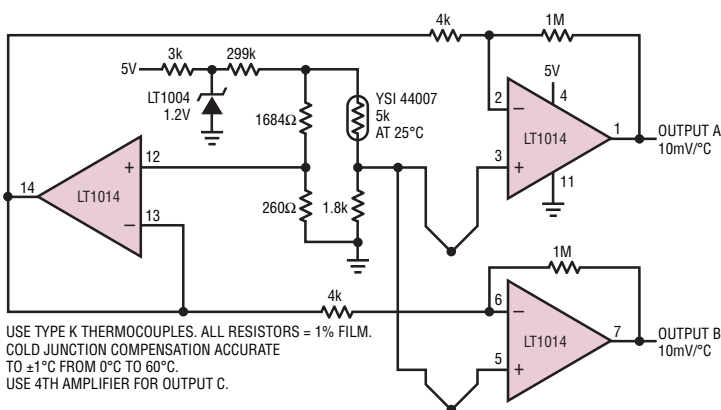 4k
1M
3k
299k
5V
LT1004
1.2V
1684Ω
YSI 44007
5k
AT 25°C
5V
2
4
LT1014
1
OUTPUT A
10mV/°C
3
11
12
14
LT1014
13
260Ω
1.8k
1M
4k
6
LT1014
7
OUTPUT B
10mV/°C
5
USE TYPE K THERMOCOUPLES. ALL RESISTORS = 1% FILM.
COLD JUNCTION COMPENSATION ACCURATE
TO ±1°C FROM 0°C TO 60°C.
USE 4TH AMPLIFIER FOR OUTPUT C.